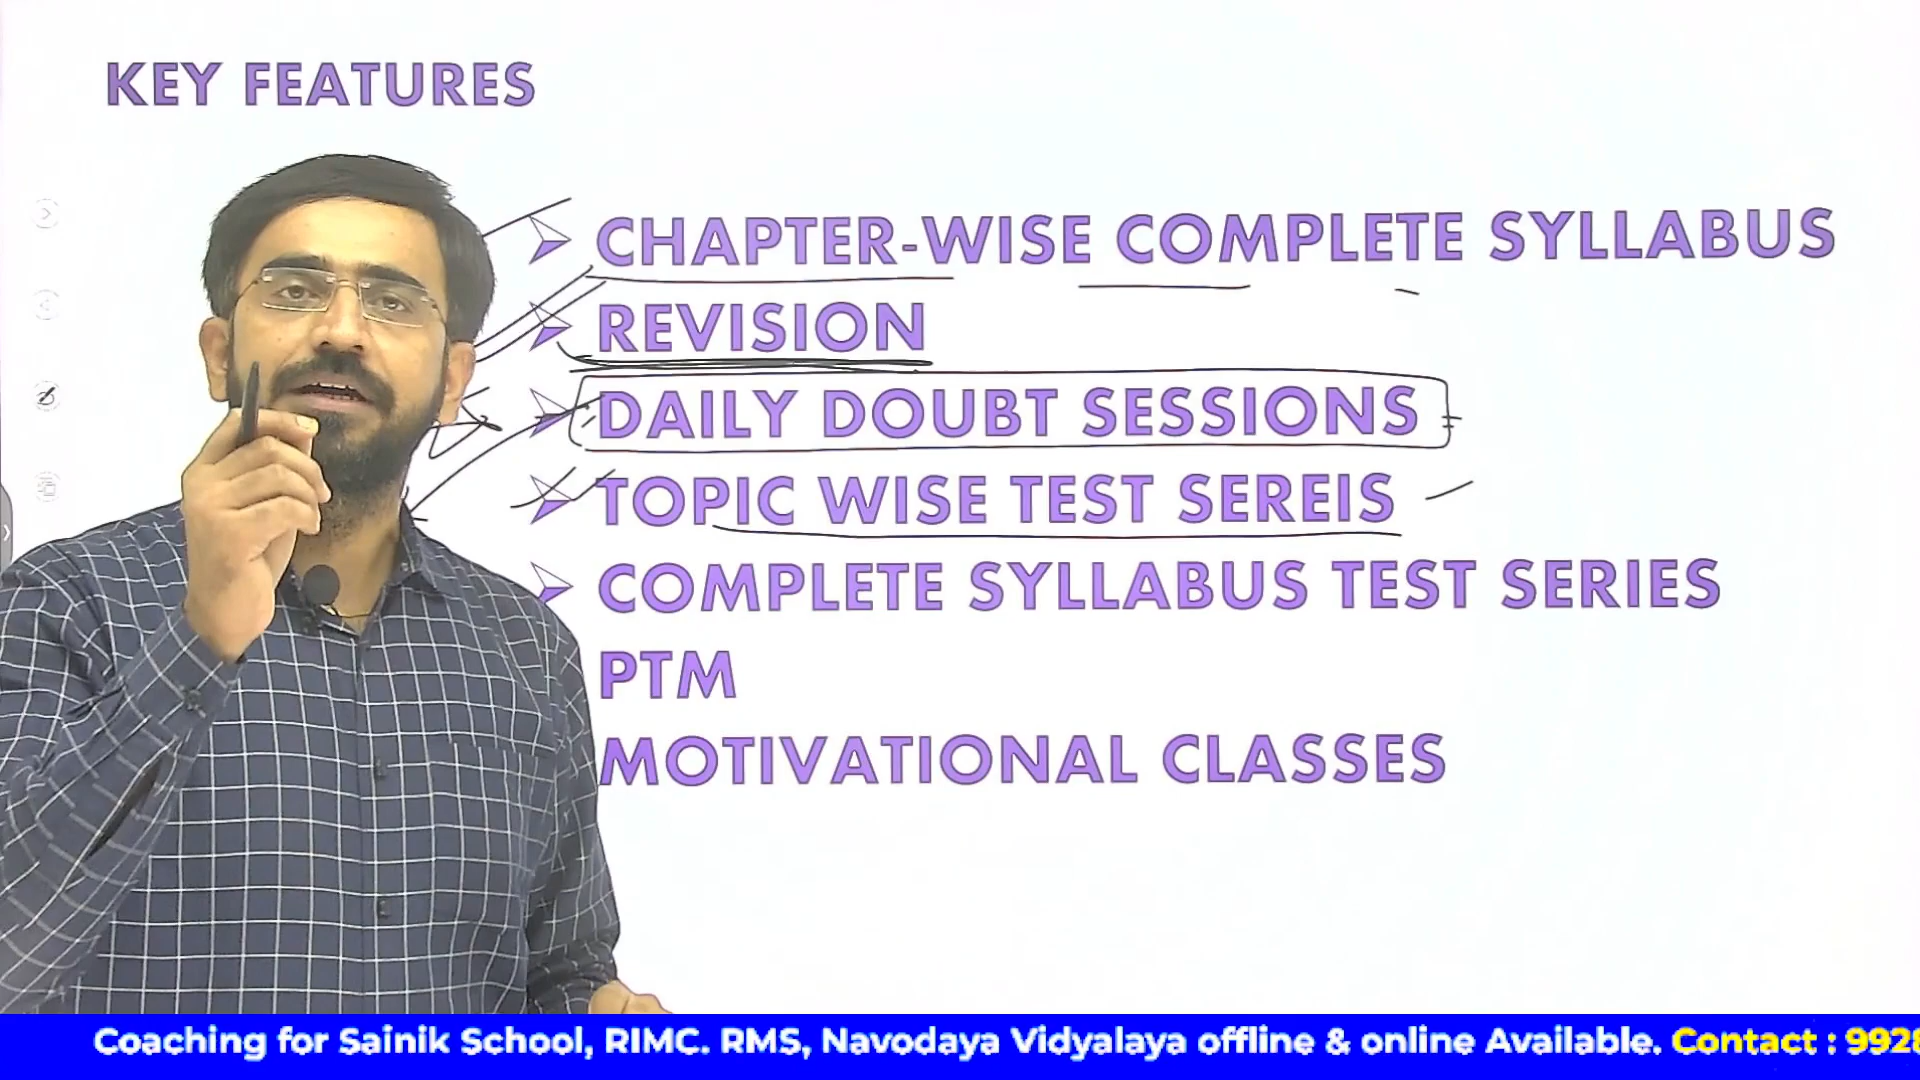 KEY FEATURES
CHAPTER-WISE COMPLETE SYLLABUS
REVISION
DAILY DOUBT SESSIONS
TOPIC WISE TEST SEREIS
COMPLETE SYLLABUS TEST SERIES
PTM
MOTIVATIONAL CLASSES
Coaching for Sainik School, RIMC. RMS, Navodaya Vidyalaya offline & online Available. Contact : 992